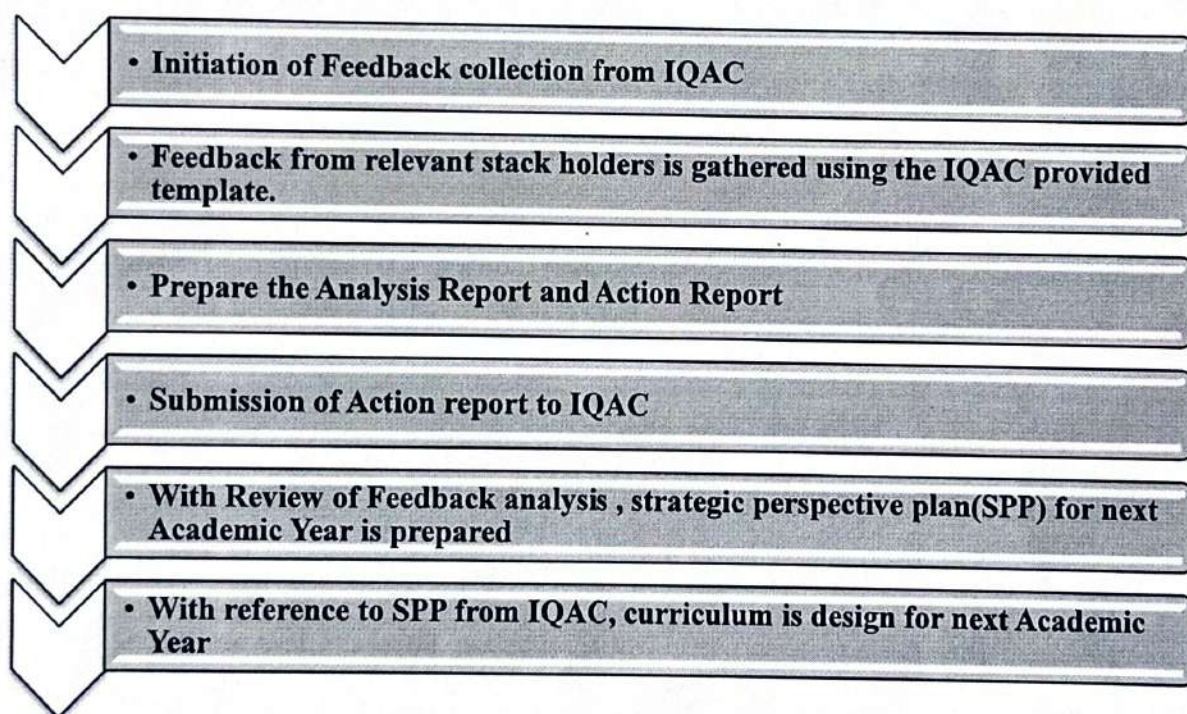 • Initiation of Feedback collection from IQAC
• Feedback from relevant stack holders is gathered using the IQAC provided
template.
• Prepare the Analysis Report and Action Report
• Submission of Action report to IQAC
• With Review of Feedback analysis , strategic perspective plan(SPP) for next
Academic Year is prepared
• With reference to SPP from IQAC, curriculum is design for next Academic
Year